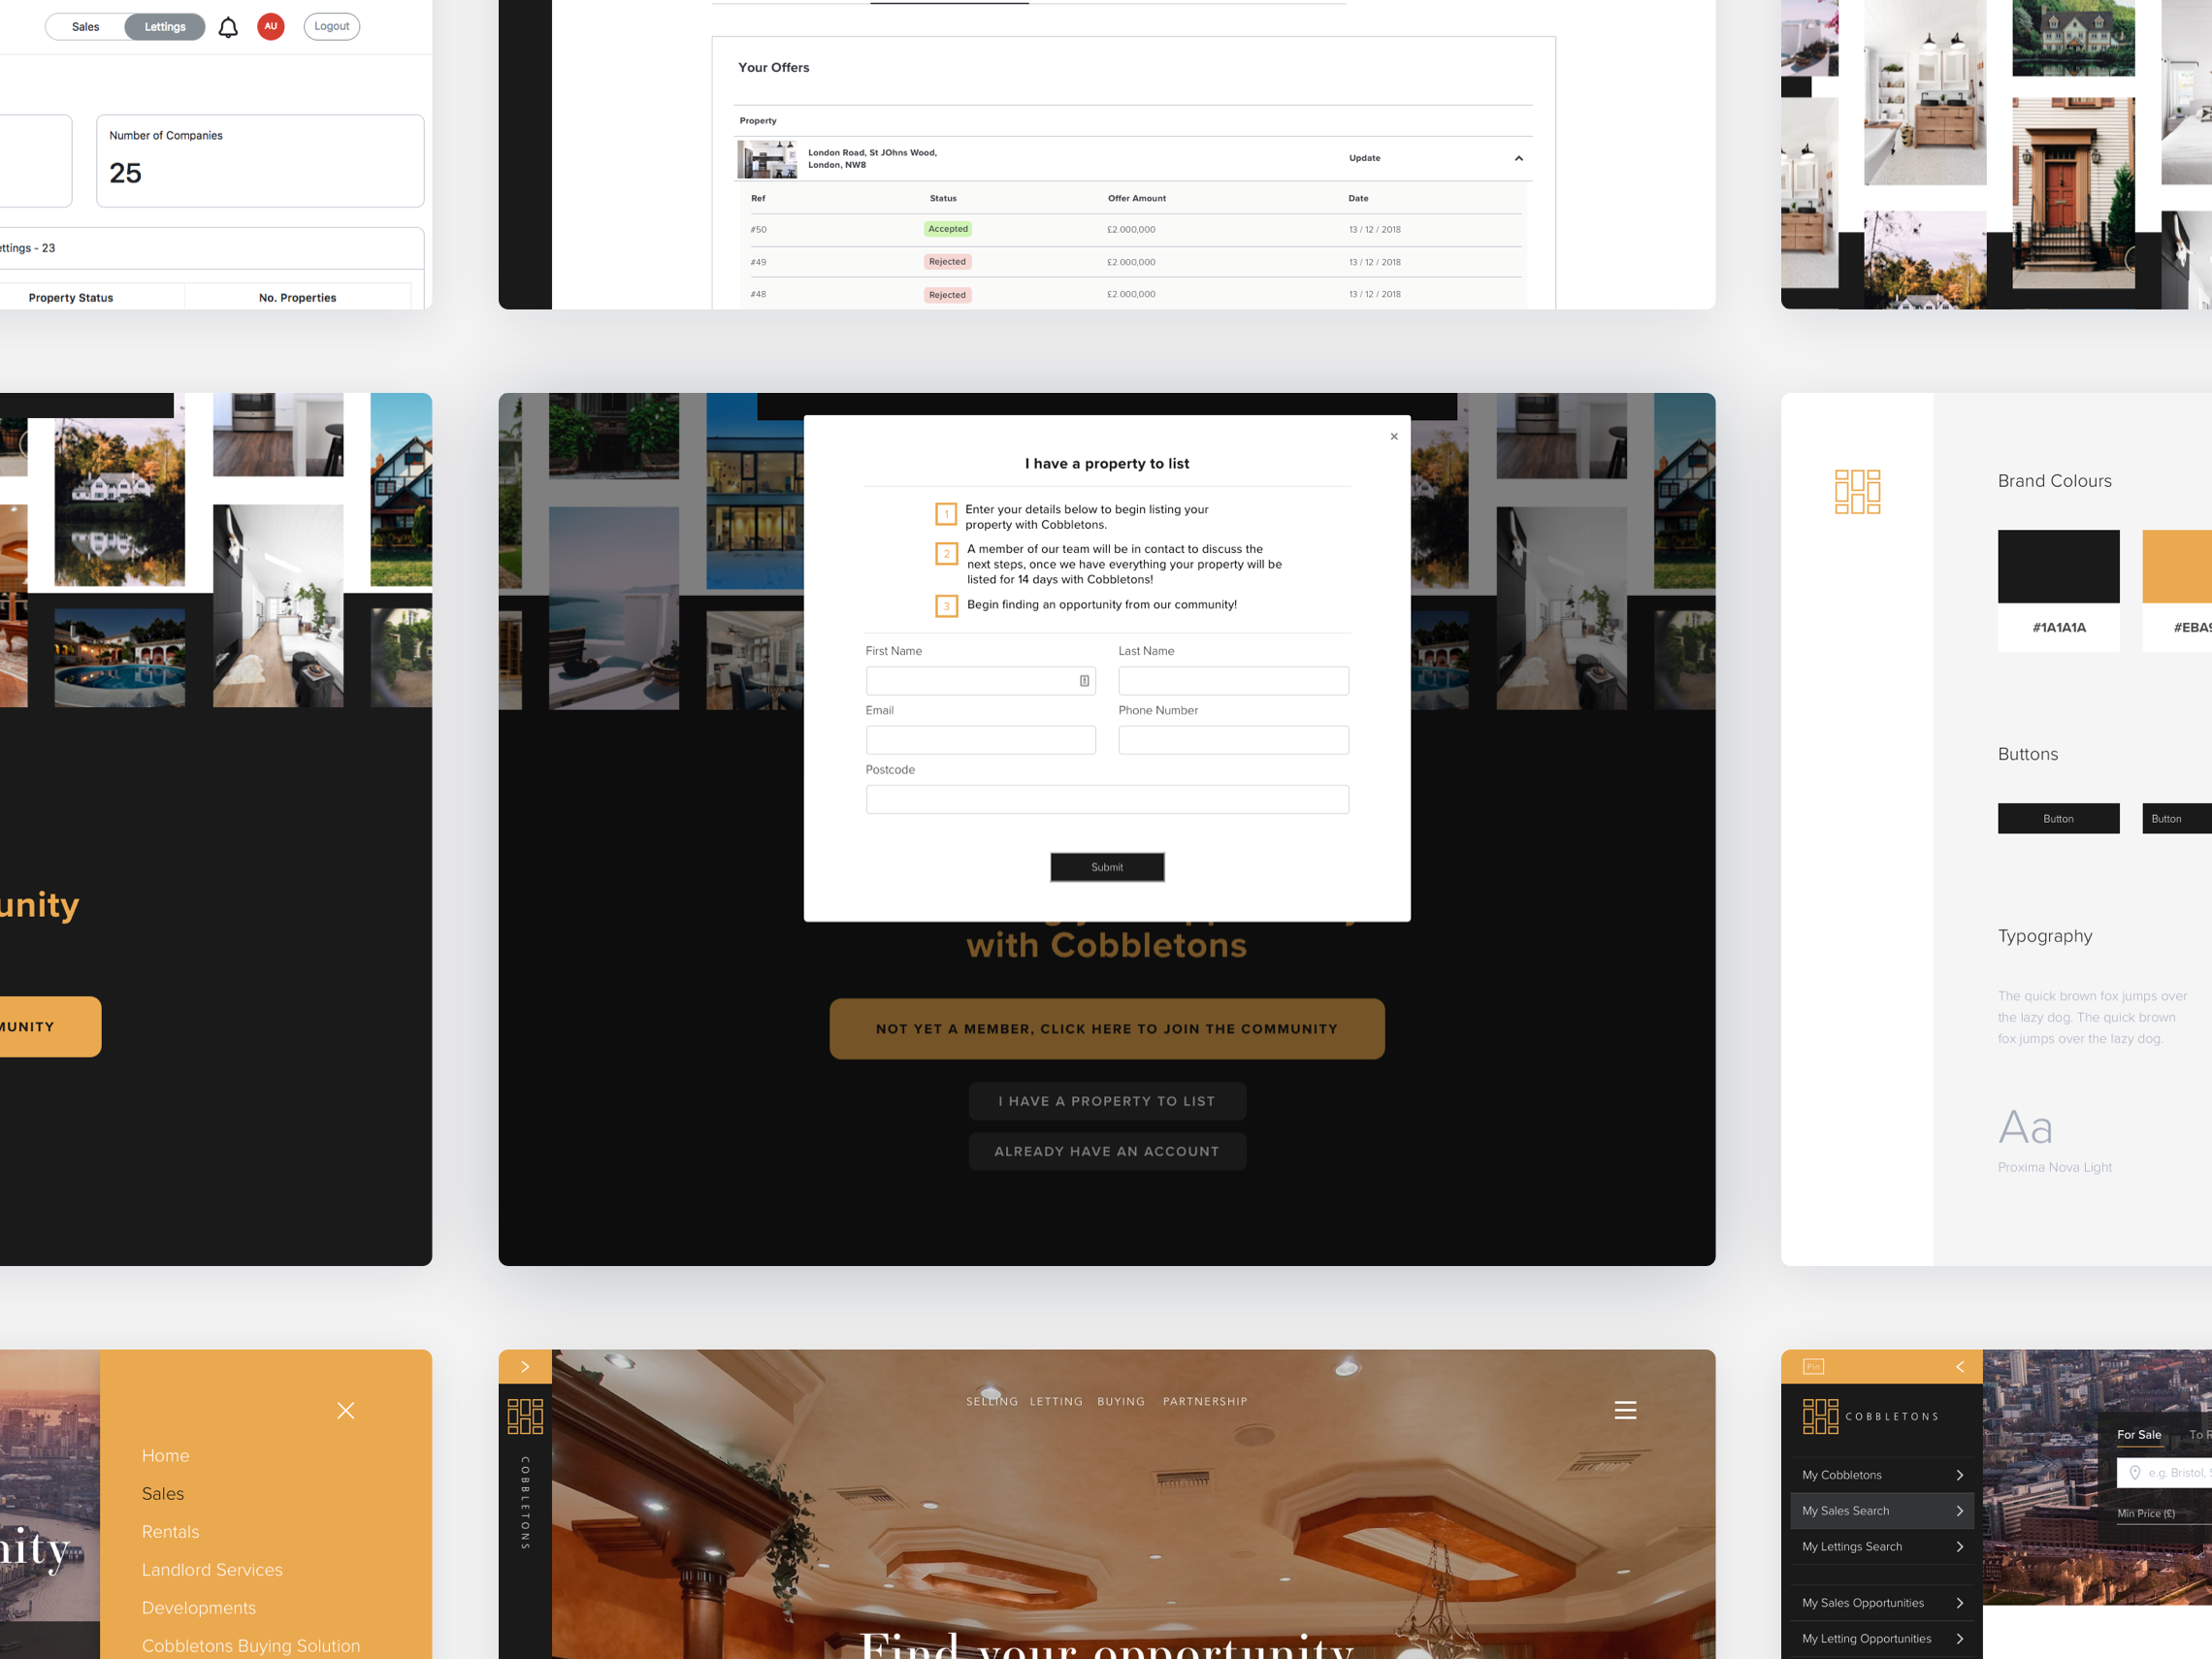 Sales
Lettings
AU
Logout
Number of Companies
25
ettings - 23
Property Status
No. Properties
Your Offers
Property
London Road, St JOhns Wood,
London, NW8
Update
Ref
Status
Offer Amount
Date
#50
Accepted
£2.000,000
13 / 12 / 2018
#49
Rejected
£2.000,000
13 / 12 / 2018
#48
Rejected
£2.000,000
13 / 12 / 2018
unity
MUNITY
I have a property to list
1
Enter your details below to begin listing your
property with Cobbletons.
2
A member of our team will be in contact to discuss the
next steps, once we have everything your property will be
listed for 14 days with Cobbletons!
3
Begin finding an opportunity from our community!
First Name
Last Name
Email
Phone Number
Postcode
Submit
with Cobbletons
NOT YET A MEMBER, CLICK HERE TO JOIN THE COMMUNITY
I HAVE A PROPERTY TO LIST
ALREADY HAVE AN ACCOUNT
Brand Colours
#1A1A1A
#EBA9
Buttons
Button
Button
Typography
The quick brown fox jumps over
the lazy dog. The quick brown
fox jumps over the lazy dog.
Aa
Proxima Nova Light
nity
Home
Sales
Rentals
Landlord Services
Developments
Cobbletons Buying Solution
COBBLETONS
SELLING
LETTING
BUYING
PARTNERSHIP
Find your opportunity
Pin
COBBLETONS
My Cobbletons
My Sales Search
My Lettings Search
My Sales Opportunities
My Letting Opportunities
For Sale
To R
e.g. Bristol, S
Min Price (£)